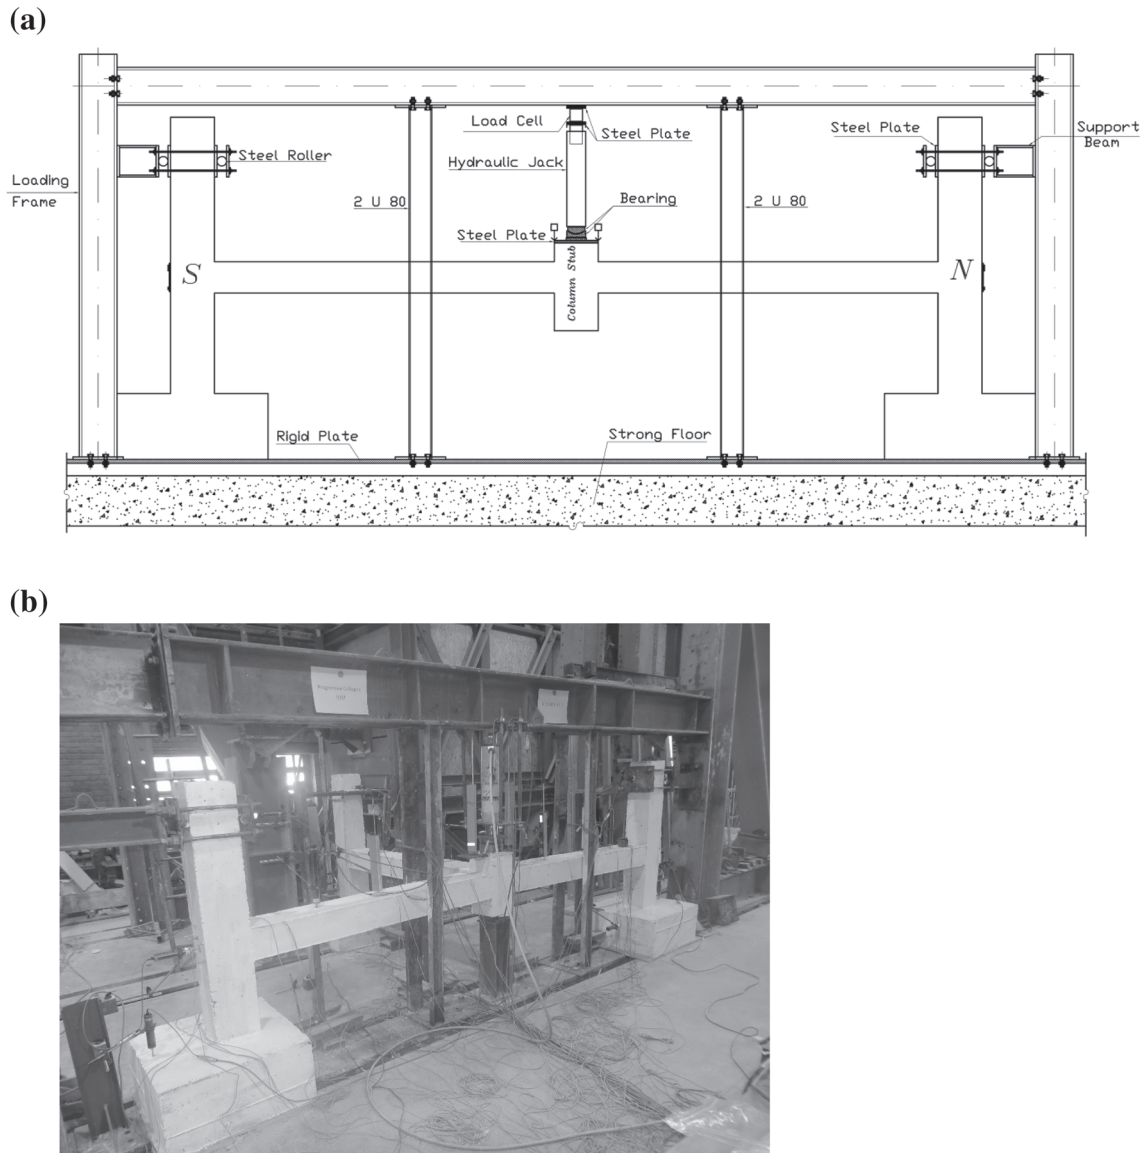 (a)
Load Cell
Steel Plate
Steel Plate
Support
Beam
Steel Roller
Hydraulic Jack
Loading
Frame
2 U 80
Bearing
2 U 80
Steel Plate
Column Stub
S
N
Rigid Plate
Strong Floor
(b)